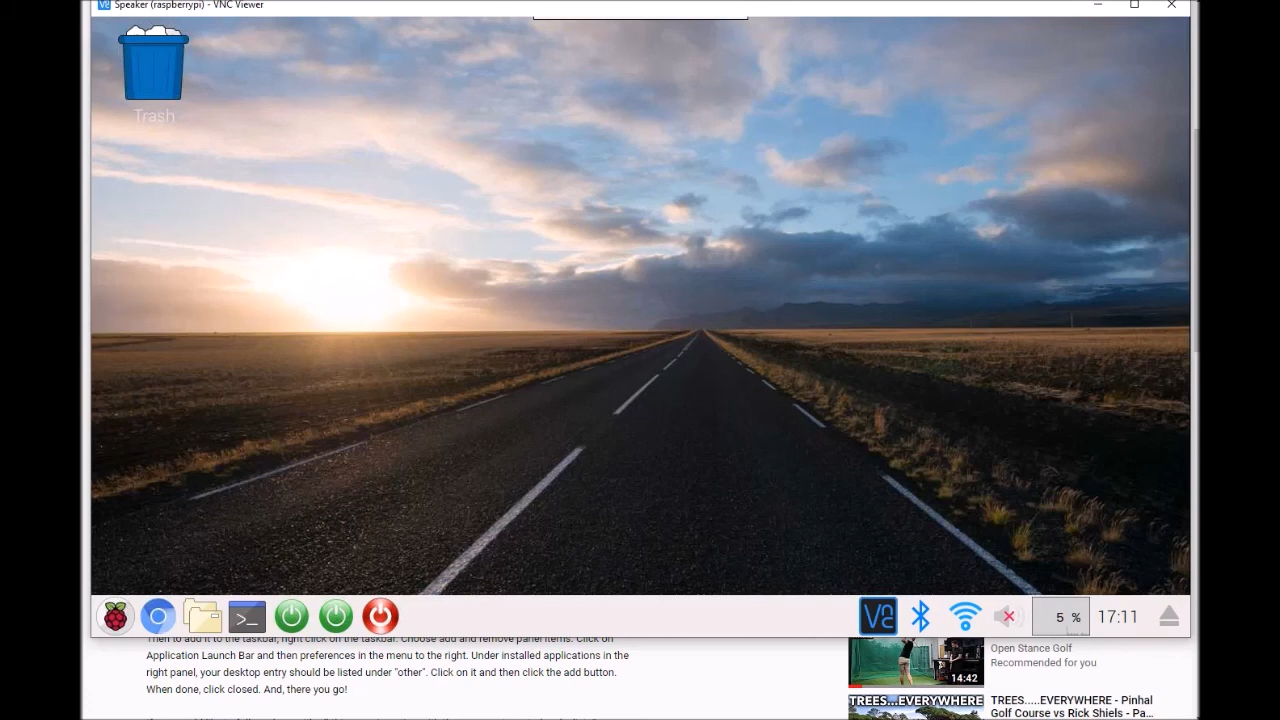 Speaker (raspberrypi) - VNC Viewer
Trash
5 %
17:11
Then to add it to the taskbar, right click on the taskbar. Choose add and remove panel items. Click on
Application Launch Bar and then preferences in the menu to the right. Under installed applications in the
right panel, your desktop entry should be listed under "other". Click on it and then click the add button.
When done, click closed. And, there you go!
Open Stance Golf
Recommended for you
14:42
TREES.....EVERYWHERE
TREES.....EVERYWHERE - Pinhal
Golf Course vs Rick Shiels - Pa...